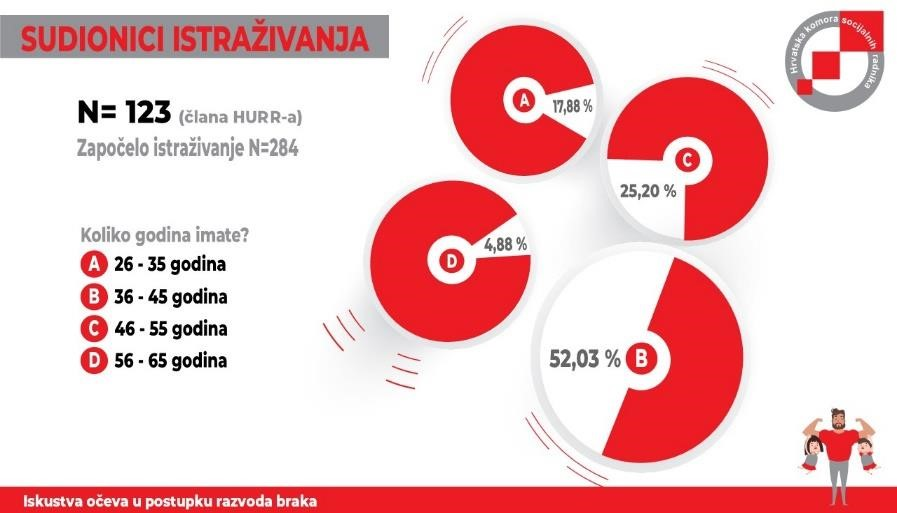 SUDIONICI ISTRAŽIVANJA
N= 123 (člana HURR-a)
Započelo istraživanje N=284
Koliko godina imate?
A 26 - 35 godina
B 36 - 45 godina
C 46 - 55 godina
D 56 - 65 godina
A 17,88 %
C 25,20 %
D 4,88 %
52,03 % B
Hrvatska komora socijalnih radnika
Iskustva očeva u postupku razvoda braka